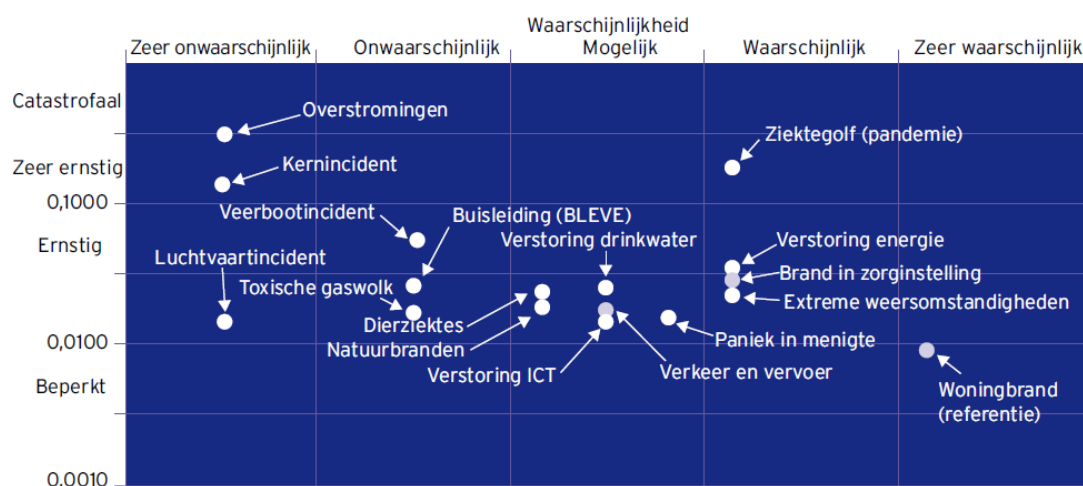 Waarschijnlijkheid
Zeer onwaarschijnlijk
Onwaarschijnlijk
Mogelijk
Waarschijnlijk
Zeer waarschijnlijk
Catastrofaal
Overstromingen
Ziektegolf (pandemie)
Zeer ernstig
Kernincident
0,1000
Veerbootincident
Buisleiding (BLEVE)
Ernstig
Verstoring drinkwater
Verstoring energie
Luchtvaartincident
Brand in zorginstelling
Toxische gaswolk
Extreme weersomstandigheden
Dierziektes
Paniek in menigte
0,0100
Natuurbranden
Verstoring ICT
Verkeer en vervoer
Beperkt
Woningbrand
(referentie)
0,0010